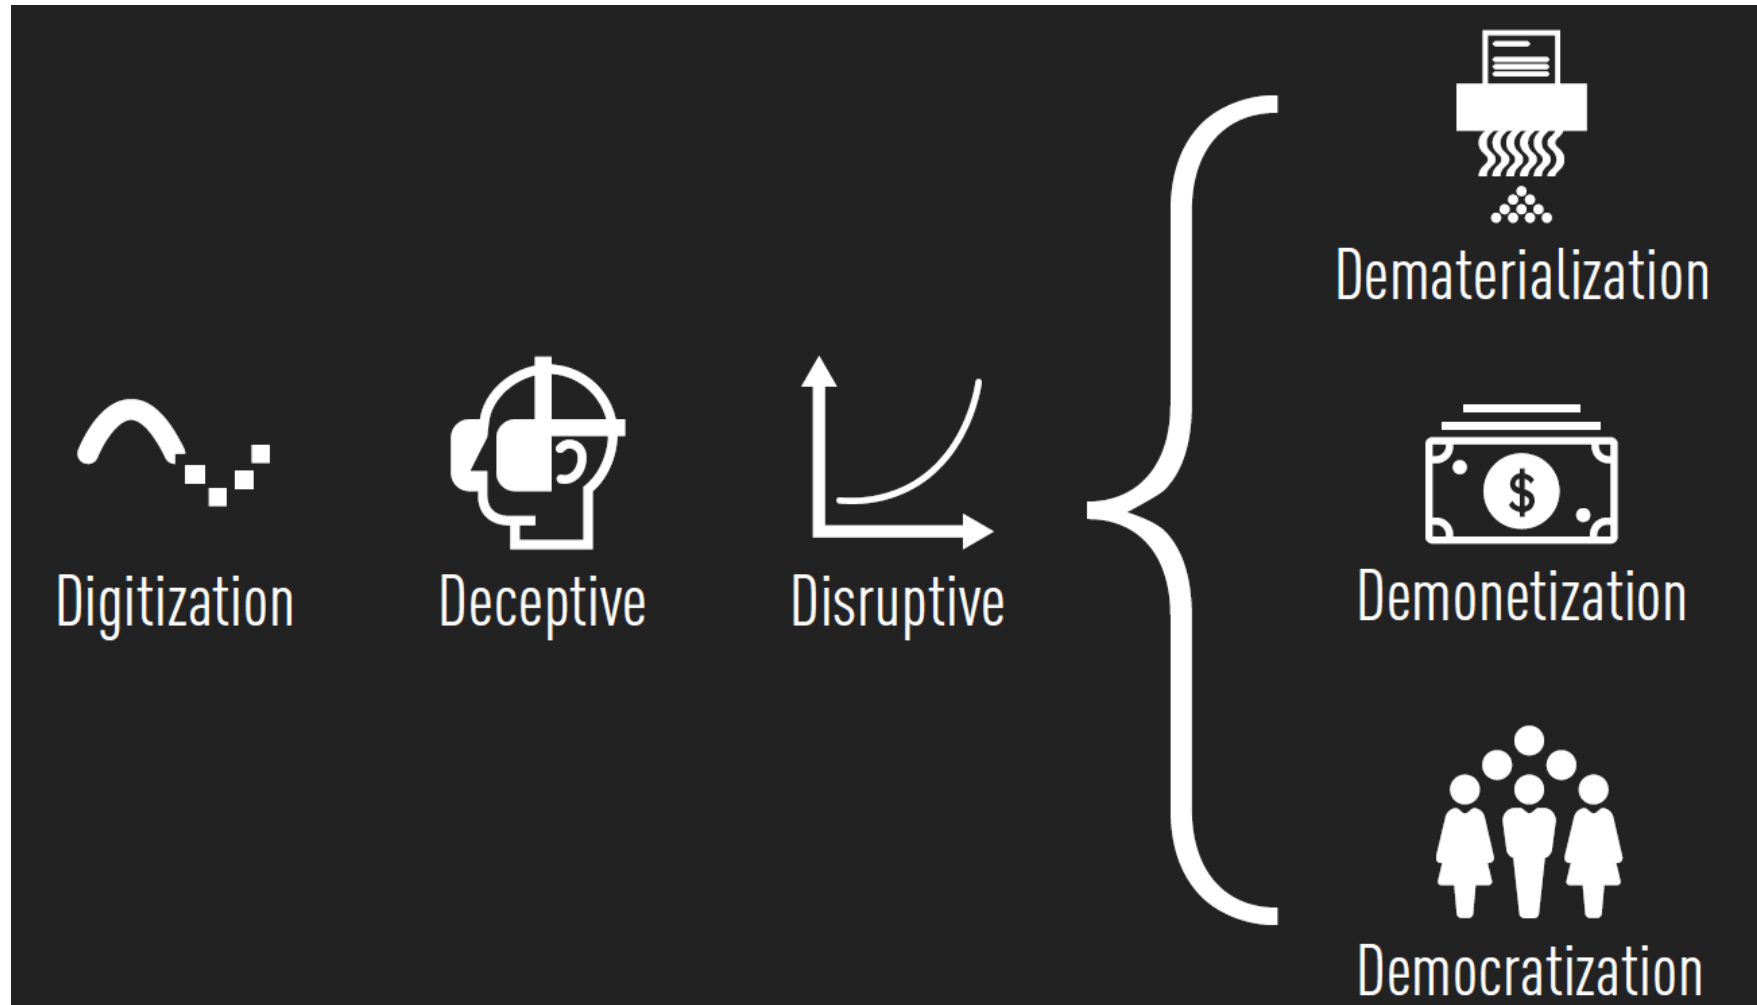 Digitization
Deceptive
Disruptive
Dematerialization
$
Demonetization
Democratization